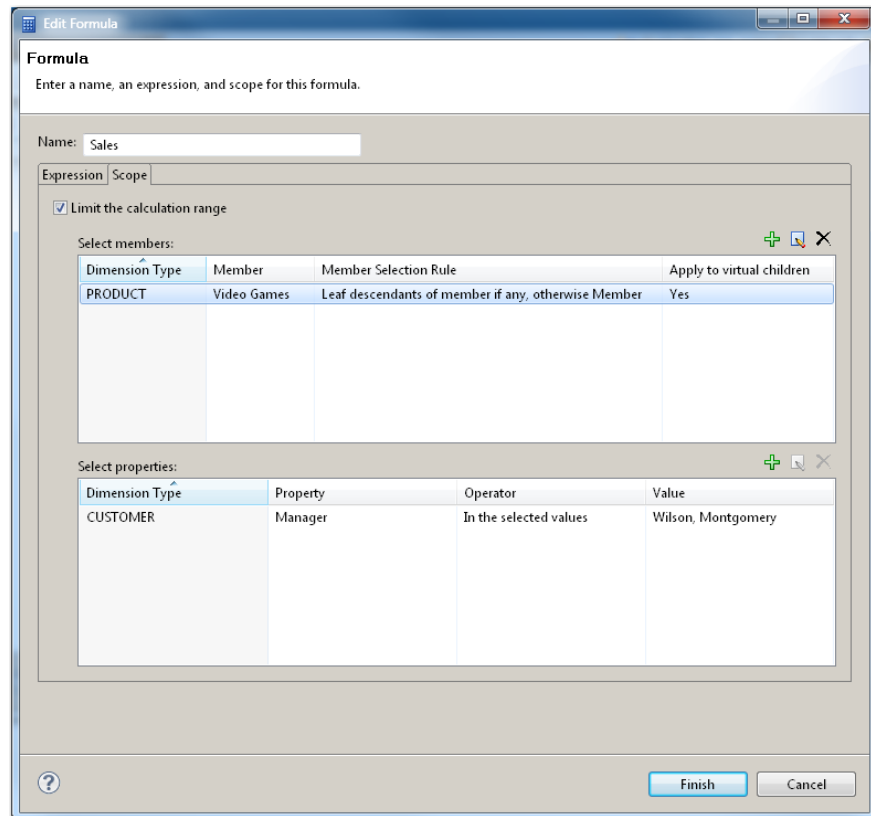 Edit Formula
Formula
Enter a name, an expression, and scope for this formula.
Name: Sales
Expression Scope
Limit the calculation range
Select members:
Dimension Type Member Member Selection Rule Apply to virtual children
PRODUCT Video Games Leaf descendants of member if any, otherwise Member Yes
Select properties:
Dimension Type Property Operator Value
CUSTOMER Manager In the selected values Wilson, Montgomery
? Finish Cancel